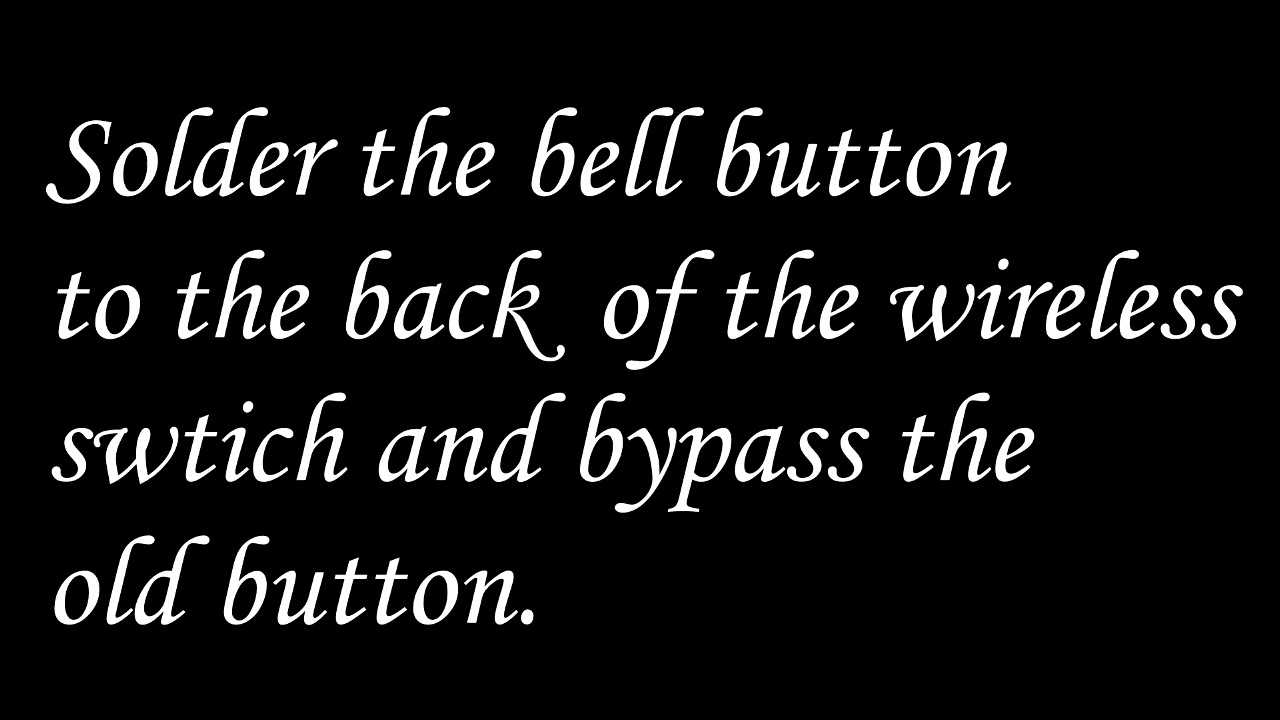 Solder the bell button
to the back of the wireless
swtich and bypass the
old button.